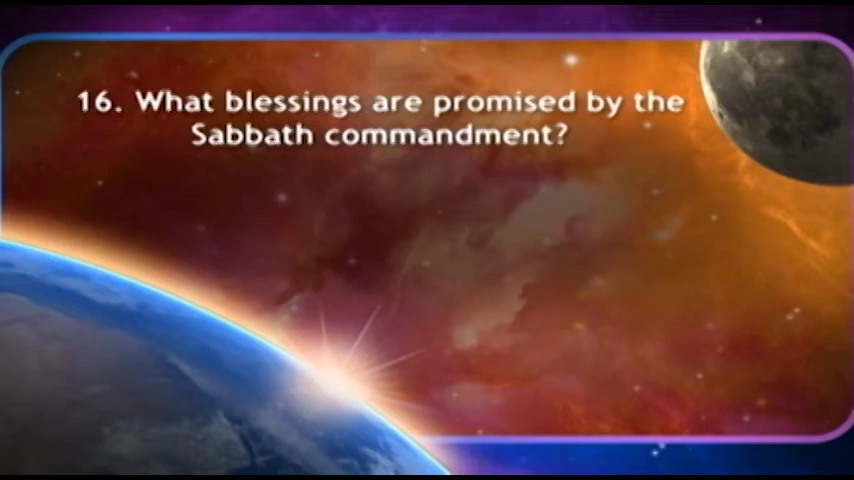 16. What blessings are promised by the
Sabbath commandment?